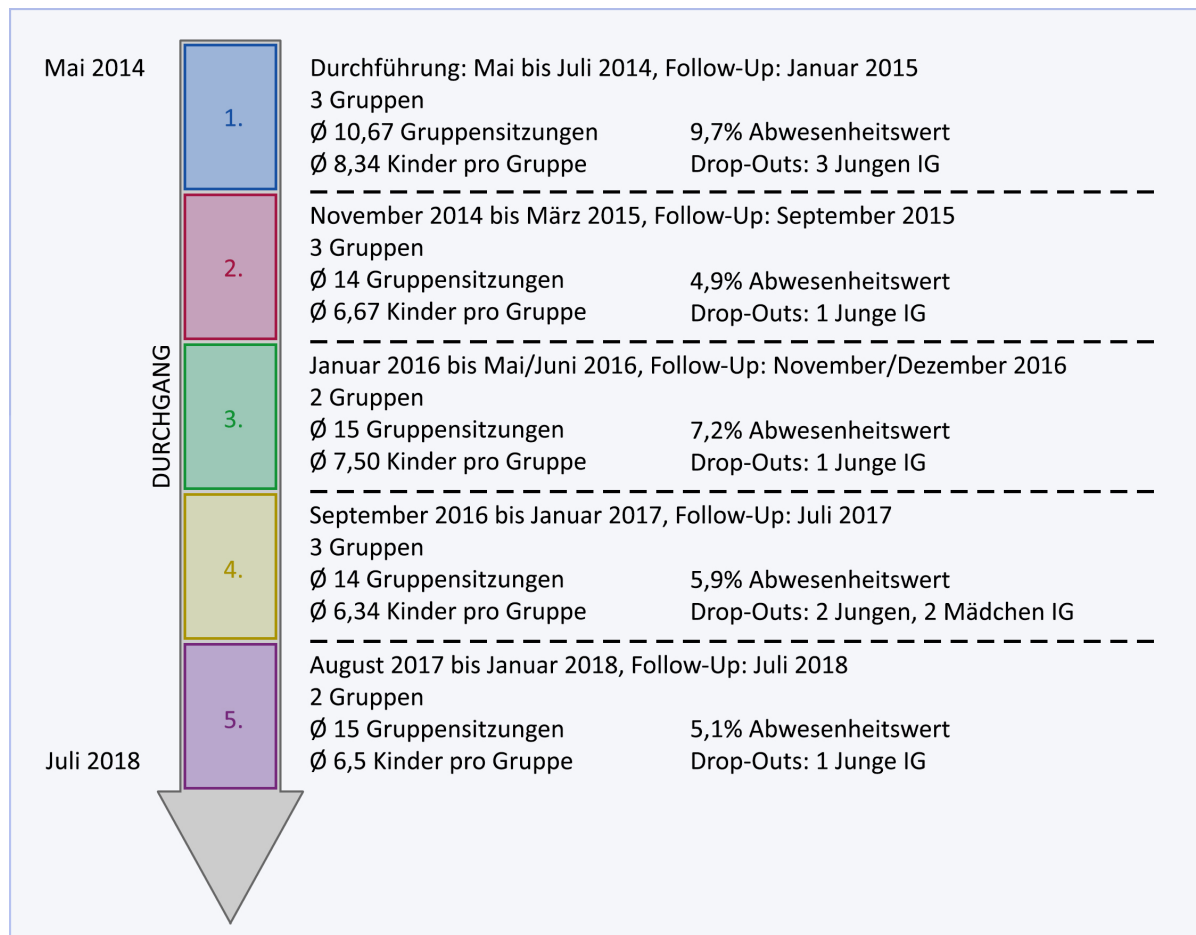 Mai 2014
DURCHGANG
Juli 2018
1.
Durchführung: Mai bis Juli 2014, Follow-Up: Januar 2015
3 Gruppen
Ø 10,67 Gruppensitzungen 9,7% Abwesenheitswert
Ø 8,34 Kinder pro Gruppe Drop-Outs: 3 Jungen IG
2.
November 2014 bis März 2015, Follow-Up: September 2015
3 Gruppen
Ø 14 Gruppensitzungen 4,9% Abwesenheitswert
Ø 6,67 Kinder pro Gruppe Drop-Outs: 1 Junge IG
3.
Januar 2016 bis Mai/Juni 2016, Follow-Up: November/Dezember 2016
2 Gruppen
Ø 15 Gruppensitzungen 7,2% Abwesenheitswert
Ø 7,50 Kinder pro Gruppe Drop-Outs: 1 Junge IG
4.
September 2016 bis Januar 2017, Follow-Up: Juli 2017
3 Gruppen
Ø 14 Gruppensitzungen 5,9% Abwesenheitswert
Ø 6,34 Kinder pro Gruppe Drop-Outs: 2 Jungen, 2 Mädchen IG
5.
August 2017 bis Januar 2018, Follow-Up: Juli 2018
2 Gruppen
Ø 15 Gruppensitzungen 5,1% Abwesenheitswert
Ø 6,5 Kinder pro Gruppe Drop-Outs: 1 Junge IG